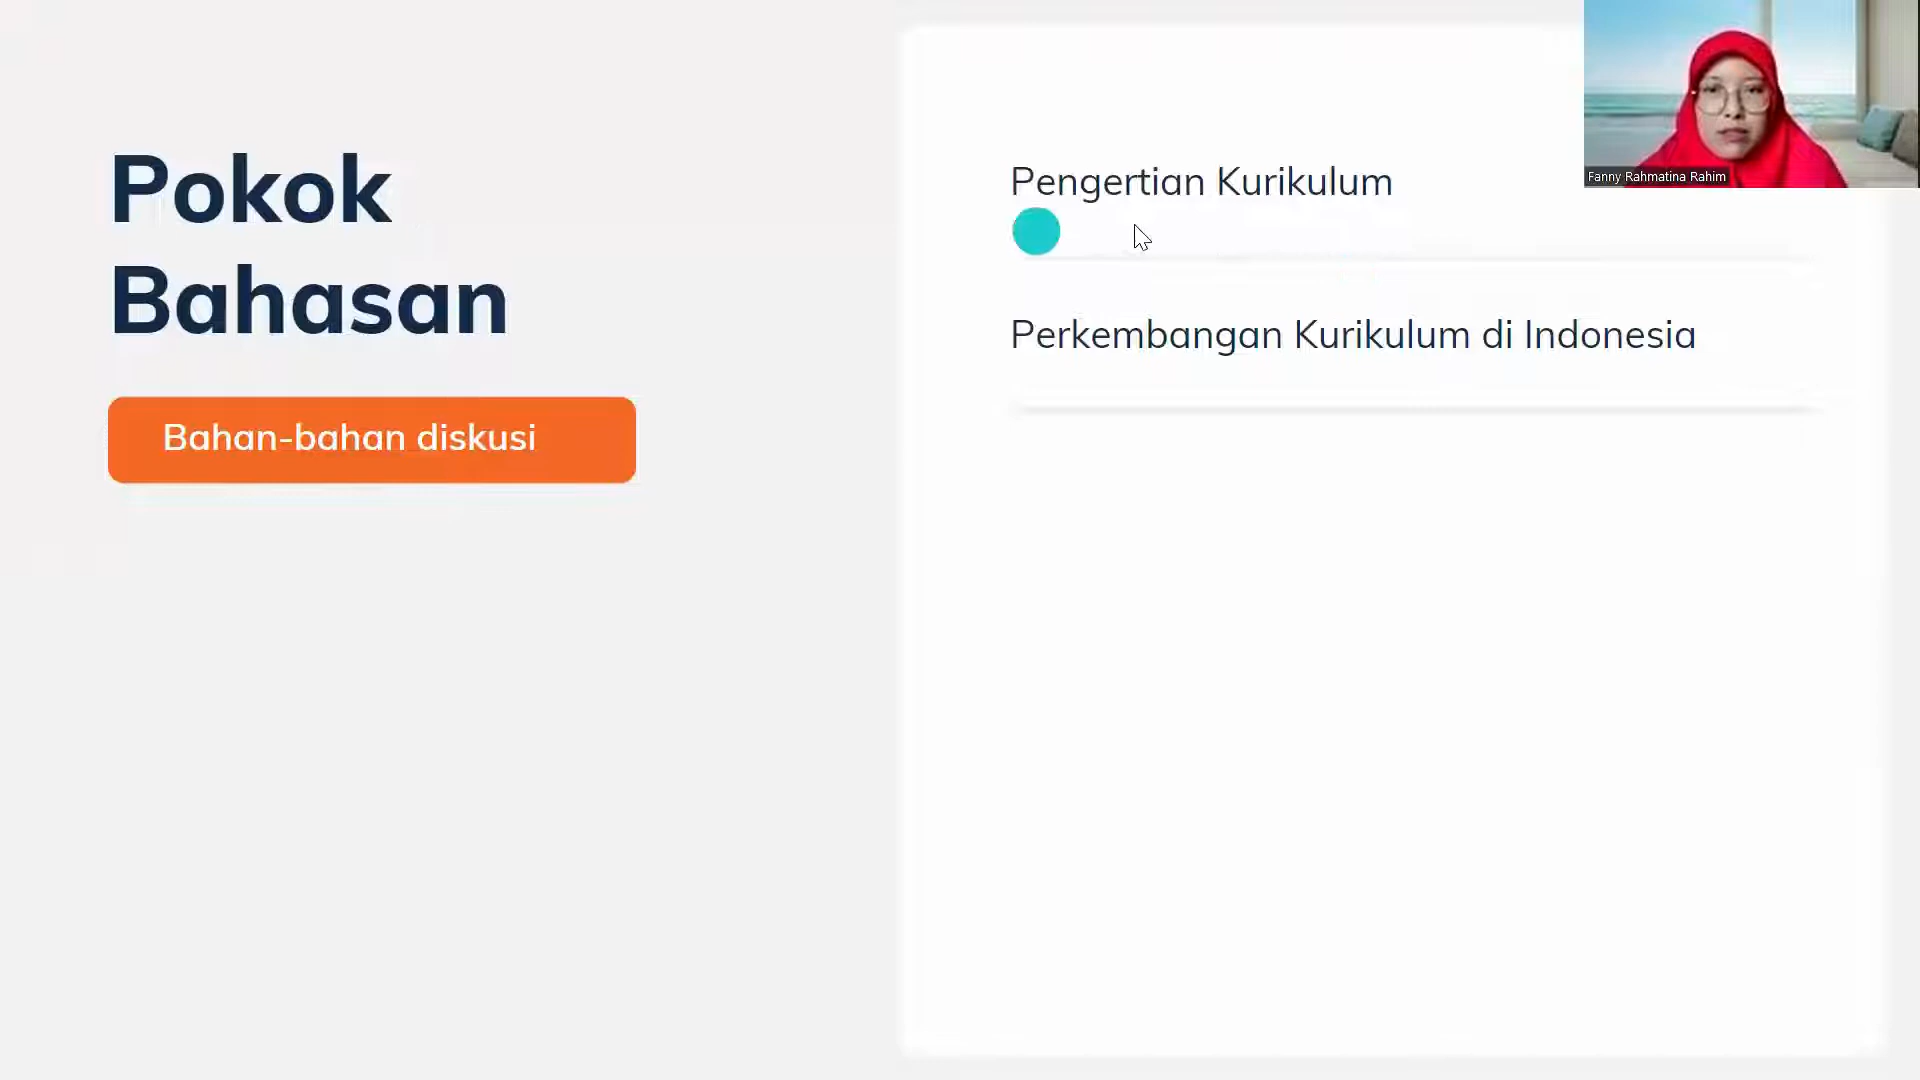 Pokok
Bahasan
Bahan-bahan diskusi
Pengertian Kurikulum
Perkembangan Kurikulum di Indonesia
Fanny Rahmatina Rahim